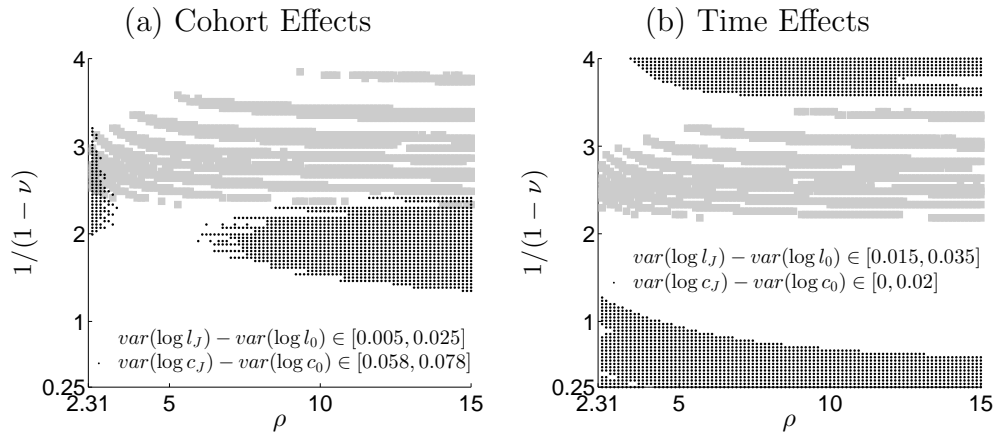 (a) Cohort Effects
4
3
2
1
0.25
1/(1 − ν)
var(log l_J) − var(log l_0) ∈ [0.005, 0.025]
var(log c_J) − var(log c_0) ∈ [0.058, 0.078]
2.31 5 10 15
ρ
(b) Time Effects
4
3
2
1
0.25
1/(1 − ν)
var(log l_J) − var(log l_0) ∈ [0.015, 0.035]
var(log c_J) − var(log c_0) ∈ [0, 0.02]
2.31 5 10 15
ρ